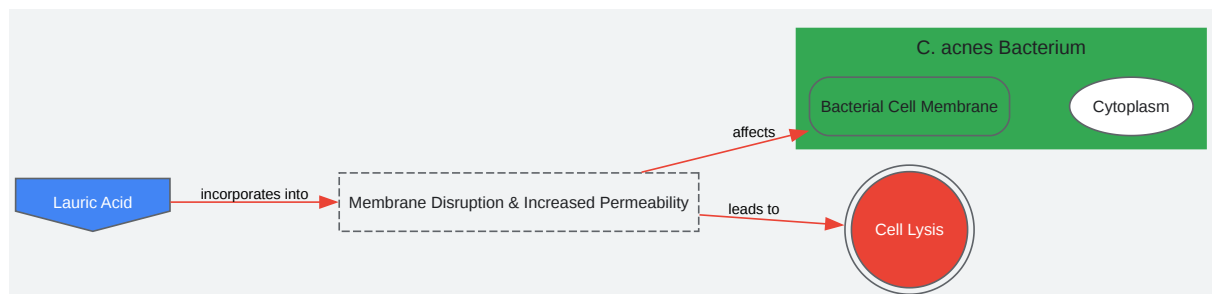 C. acnes Bacterium
Bacterial Cell Membrane
Cytoplasm
affects
Lauric Acid
incorporates into
Membrane Disruption & Increased Permeability
leads to
Cell Lysis